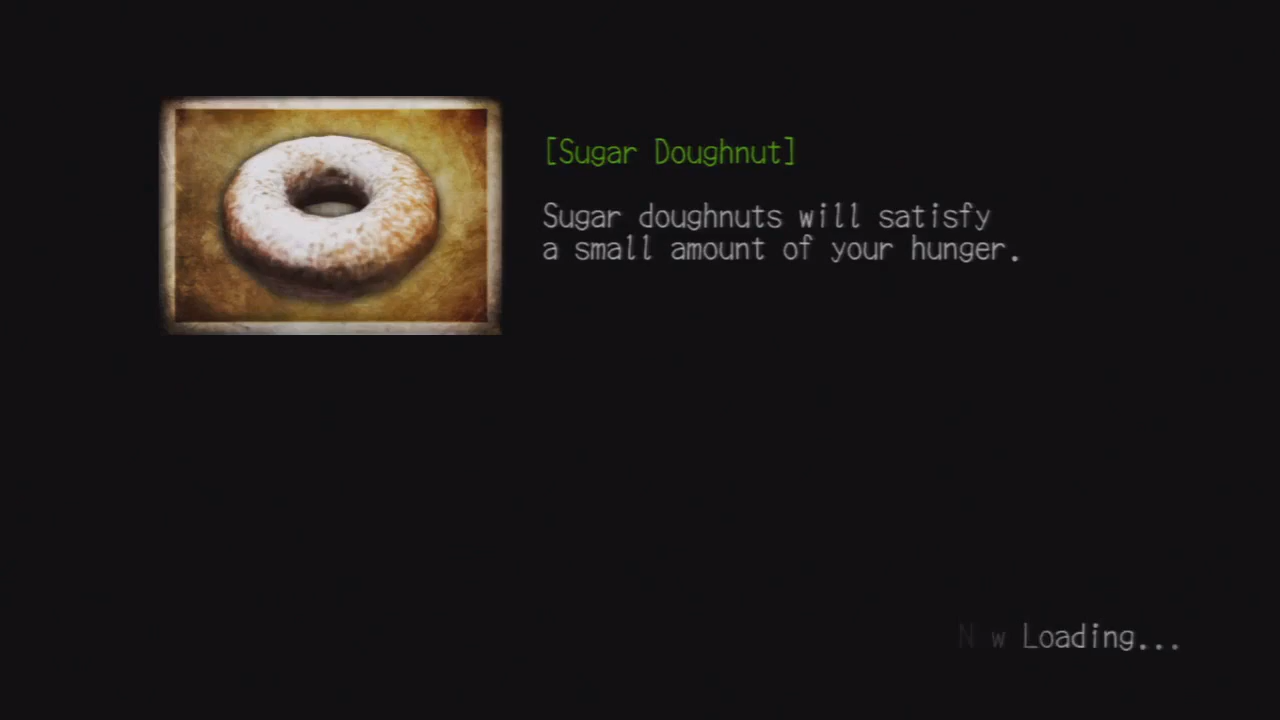 [Sugar Doughnut]
Sugar doughnuts will satisfy
a small amount of your hunger.
N w Loading...